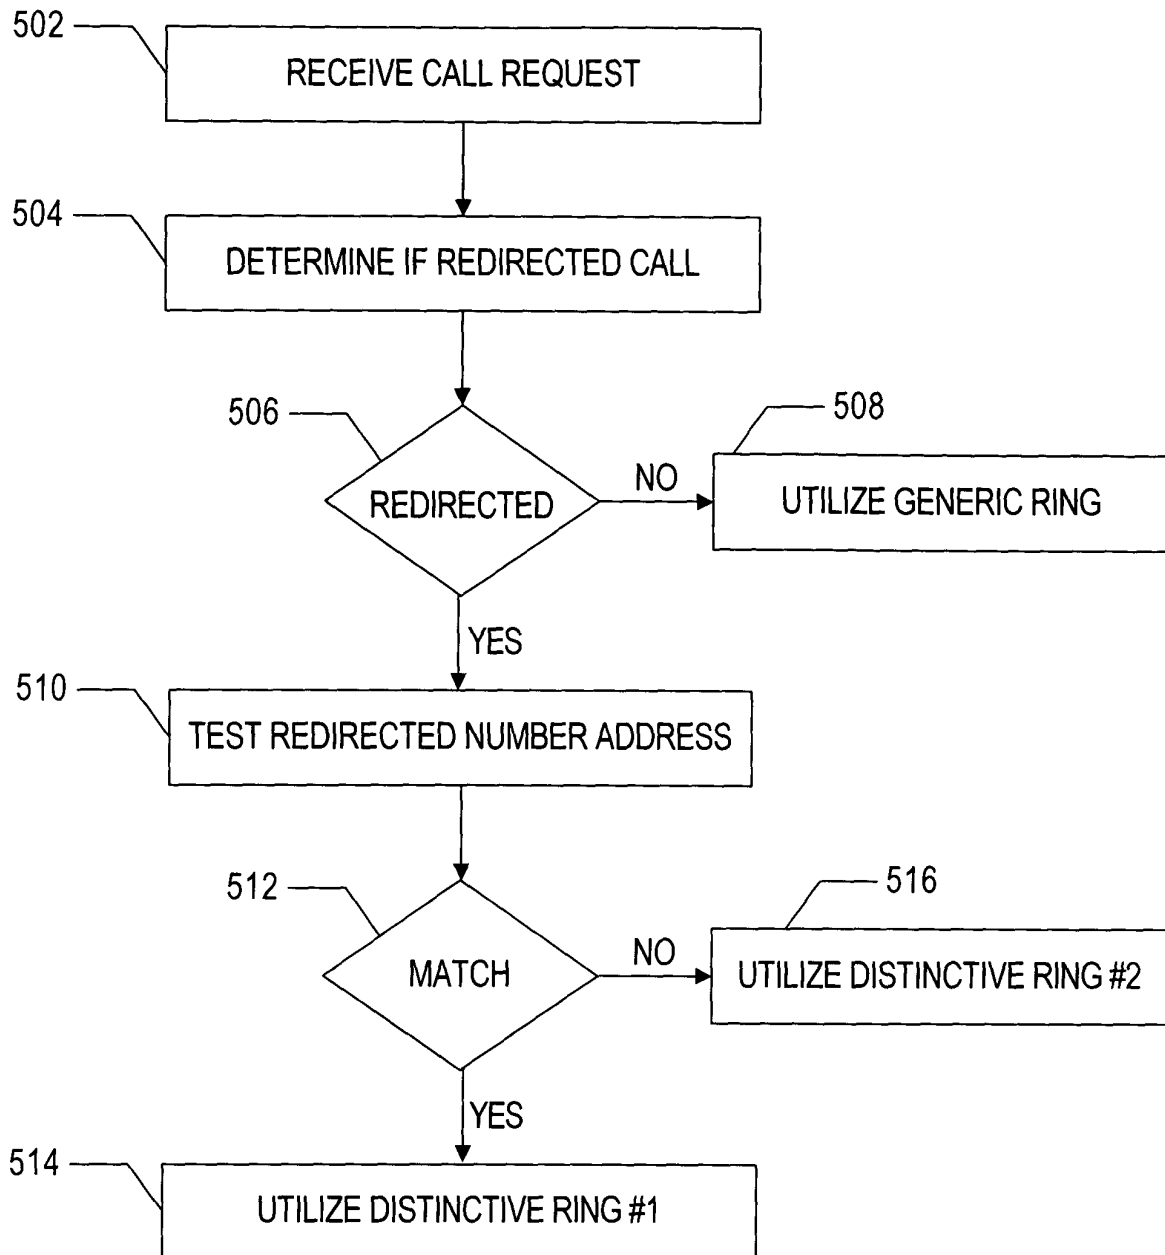 502
RECEIVE CALL REQUEST
504
DETERMINE IF REDIRECTED CALL
506
508
REDIRECTED
NO
UTILIZE GENERIC RING
YES
510
TEST REDIRECTED NUMBER ADDRESS
512
516
MATCH
NO
UTILIZE DISTINCTIVE RING #2
YES
514
UTILIZE DISTINCTIVE RING #1